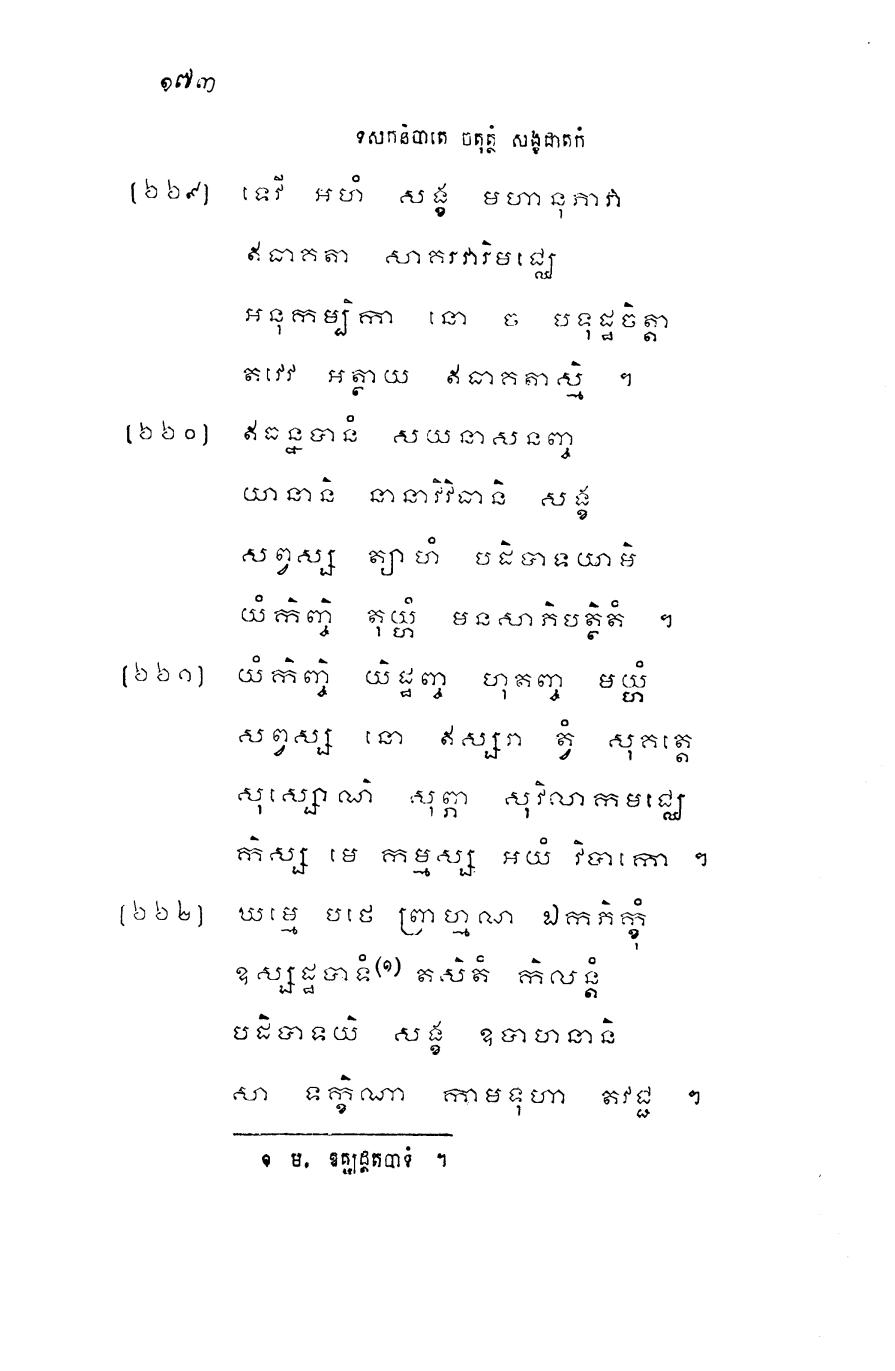 ១៧៣
ទសកនិបាតេ ចតុត្ថំ សង្ខជាតកំ
[៦៦៩] ទេវី អហំ សង្ខ មហានុភាវា
ឥធាគតា សាគរវារិមជ្ឈេ
អនុកម្បិកា នោ ច បទុដ្ឋចិត្តា
តវេវ អត្ថាយ ឥធាគតាស្មិ ។
[៦៦០] ឥធន្នបានំ សយនាសនញ្ច
យានានិ នានាវិវិធានិ សង្ខ
សព្វស្ស ត្យាហំ បដិបាទយាមិ
យំកិញ្ចិ តុយ្ហំ មនសាភិបត្ថិតំ ។
[៦៦១] យំកិញ្ចិ យិដ្ឋញ្ច ហុតញ្ច មយ្ហំ
សព្វស្ស នោ ឥស្សរា ត្វំ សុគត្តេ
សុស្សោណិ សុព្ភា សុវិលាកមជ្ឈេ
កិស្ស មេ កម្មស្ស អយំ វិបាកោ ។
[៦៦២] ឃម្មេ បថេ ព្រាហ្មណ ឯកភិក្ខុំ
ឧស្សដ្ឋបាទំ(១) តសិតំ កិលន្តំ
បដិបាទយិ សង្ខ ឧបាហនានិ
សា ទក្ខិណា កាមទុហា តវជ្ជ ។
១ ម. ឧគ្ឃដ្តតបាទំ ។